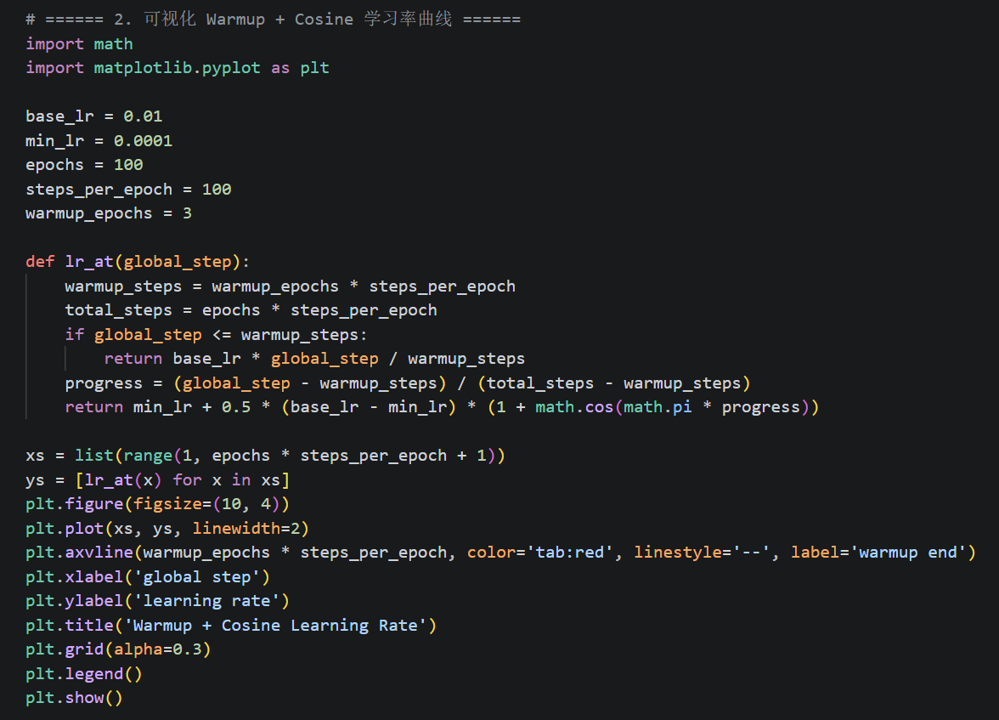 # ====== 2. 可视化 Warmup + Cosine 学习率曲线 ======
import math
import matplotlib.pyplot as plt

base_lr = 0.01
min_lr = 0.0001
epochs = 100
steps_per_epoch = 100
warmup_epochs = 3

def lr_at(global_step):
    warmup_steps = warmup_epochs * steps_per_epoch
    total_steps = epochs * steps_per_epoch
    if global_step <= warmup_steps:
        return base_lr * global_step / warmup_steps
    progress = (global_step - warmup_steps) / (total_steps - warmup_steps)
    return min_lr + 0.5 * (base_lr - min_lr) * (1 + math.cos(math.pi * progress))

xs = list(range(1, epochs * steps_per_epoch + 1))
ys = [lr_at(x) for x in xs]
plt.figure(figsize=(10, 4))
plt.plot(xs, ys, linewidth=2)
plt.axvline(warmup_epochs * steps_per_epoch, color='tab:red', linestyle='--', label='warmup end')
plt.xlabel('global step')
plt.ylabel('learning rate')
plt.title('Warmup + Cosine Learning Rate')
plt.grid(alpha=0.3)
plt.legend()
plt.show()